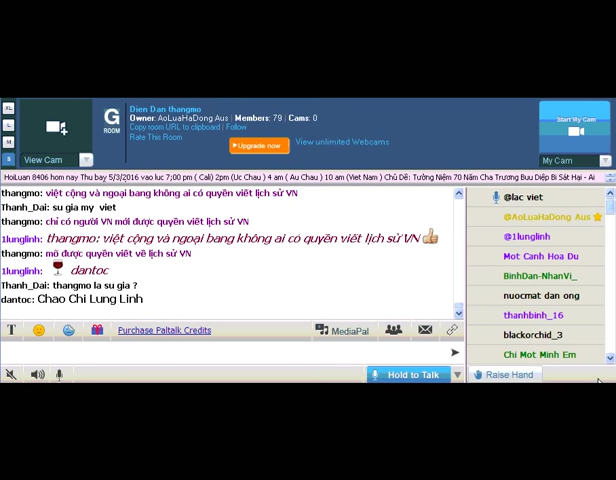 Dien Dan thangmo
Owner: AoLuaHaDong Aus | Members: 79 | Cams: 0
Copy room URL to clipboard | Follow
Rate This Room
Upgrade now
View unlimited Webcams
XL
L
M
S
G
ROOM
View Cam
Start My Cam
My Cam
HoiLuan 8406 hom nay Thu bay 5/3/2016 vao luc 7;00 pm ( Cali) 2pm (Uc Chau ) 4 am ( Au Chau ) 10 am (Viet Nam ) Chủ Đề: Tưởng Niệm 70 Năm Cha Trương Buu Diệp Bi Sát Hại - Ai
thangmo: việt cộng và ngoại bang không ai có quyền viết lịch sử VN
Thanh_Dai: su gia my viet
thangmo: chỉ có người VN mới được quyền viết lịch sử VN
1lunglinh: thangmo: việt cộng và ngoại bang không ai có quyền viết lịch sử VN
thangmo: mõ được quyền viết về lịch sử VN
1lunglinh: dantoc
Thanh_Dai: thangmo la su gia ?
dantoc: Chao Chi Lung Linh
@lac viet
@AoLuaHaDong Aus
@1lunglinh
Mot Canh Hoa Du
BinhDan-NhanVi_
nuocmat dan ong
thanhbinh_16
blackorchid_3
Chi Mot Minh Em
T
Purchase Paltalk Credits
MediaPal
Hold to Talk
Raise Hand